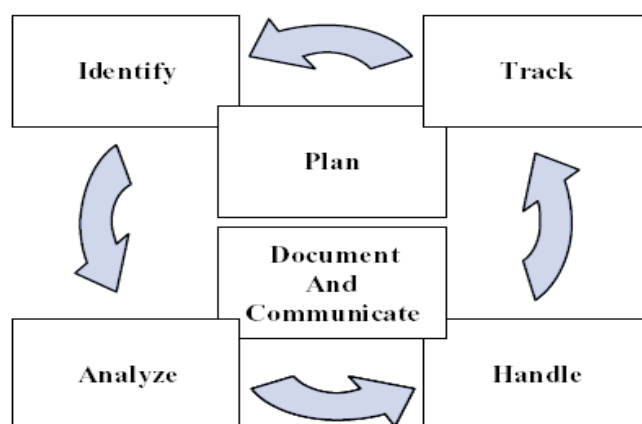 Identify
Track
Plan
Document
And
Communicate
Analyze
Handle